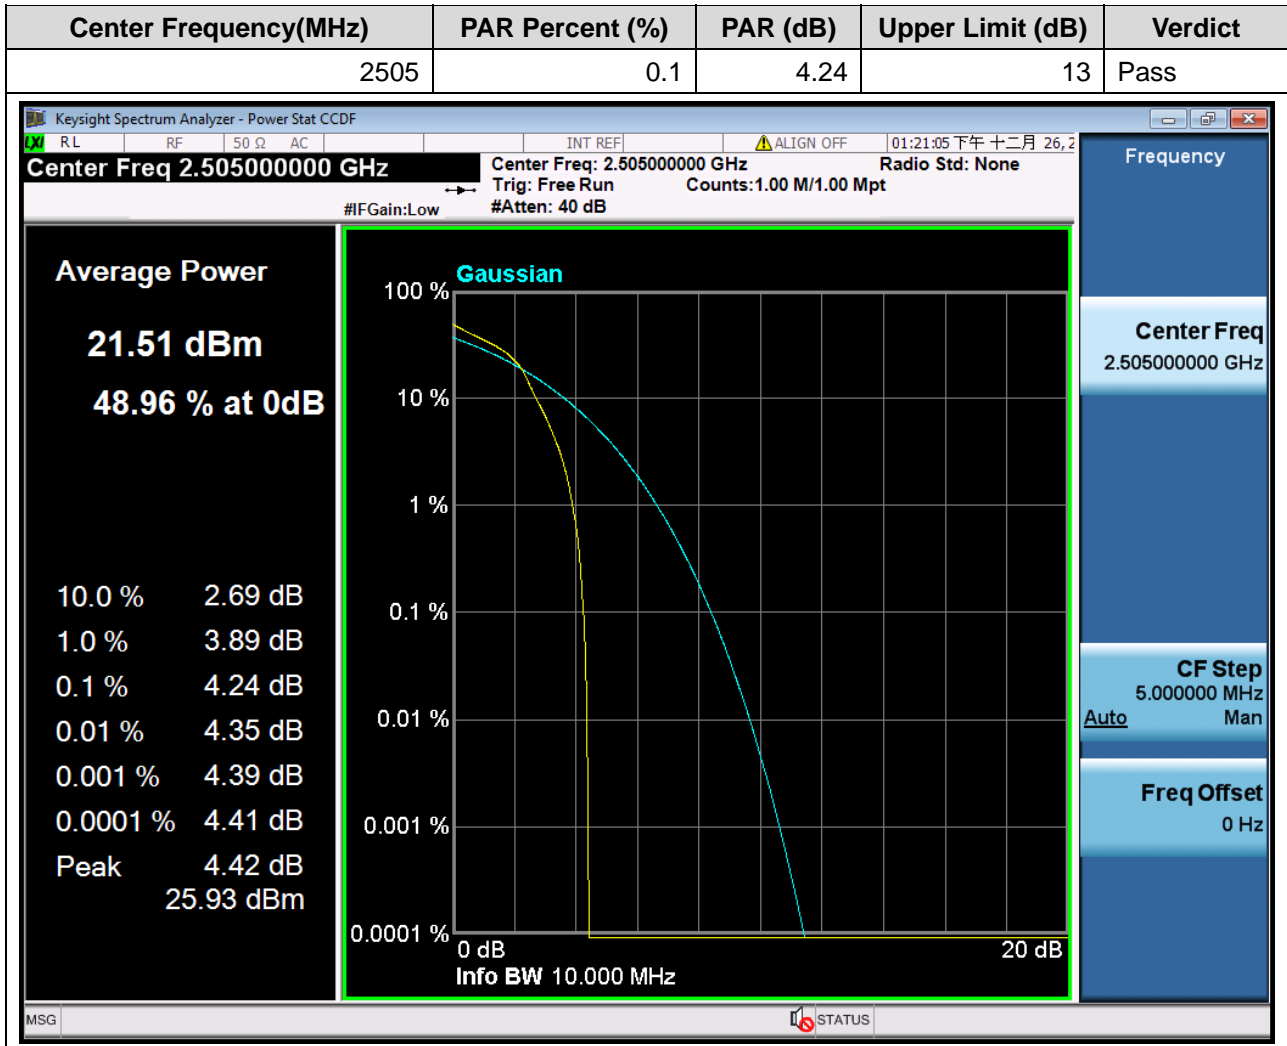 Center Frequency(MHz) PAR Percent (%) PAR (dB) Upper Limit (dB) Verdict
2505 0.1 4.24 13 Pass
Keysight Spectrum Analyzer - Power Stat CCDF
LXI RL RF 50 Ω AC INT REF ALIGN OFF 01:21:05 下午 十二月 26, 2
Center Freq 2.505000000 GHz
#IFGain:Low
Center Freq: 2.505000000 GHz Radio Std: None
Trig: Free Run Counts:1.00 M/1.00 Mpt
#Atten: 40 dB
Average Power
21.51 dBm
48.96 % at 0dB
10.0 % 2.69 dB
1.0 % 3.89 dB
0.1 % 4.24 dB
0.01 % 4.35 dB
0.001 % 4.39 dB
0.0001 % 4.41 dB
Peak 4.42 dB
25.93 dBm
Gaussian
100 %
10 %
1 %
0.1 %
0.01 %
0.001 %
0.0001 %
0 dB 20 dB
Info BW 10.000 MHz
Frequency
Center Freq
2.505000000 GHz
CF Step
5.000000 MHz
Auto Man
Freq Offset
0 Hz
MSG STATUS